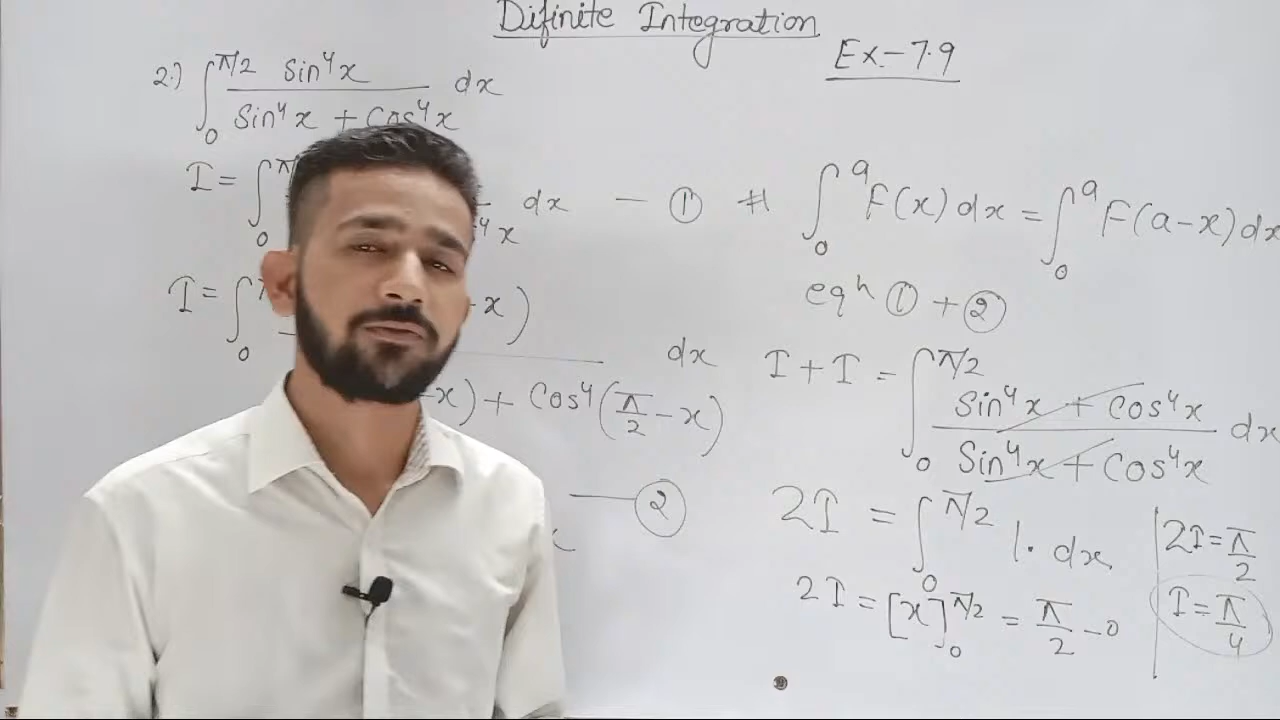 Difinite Integration
Ex-7.9
2.) ∫₀^π/2 Sin⁴x / Sin⁴x + Cos⁴x dx
I = ∫₀^π dx — ①
⁴x
I = ∫₀ -x) dx
-x) + Cos⁴(π/2 - x)
— ②
# ∫₀^a F(x) dx = ∫₀^a F(a-x) dx
eqⁿ ① + ②
I + I = ∫₀^π/2 Sin⁴x + Cos⁴x / Sin⁴x + Cos⁴x dx
2I = ∫₀^π/2 1. dx
2I = [x]₀^π/2 = π/2 - 0
2I = π/2
I = π/4